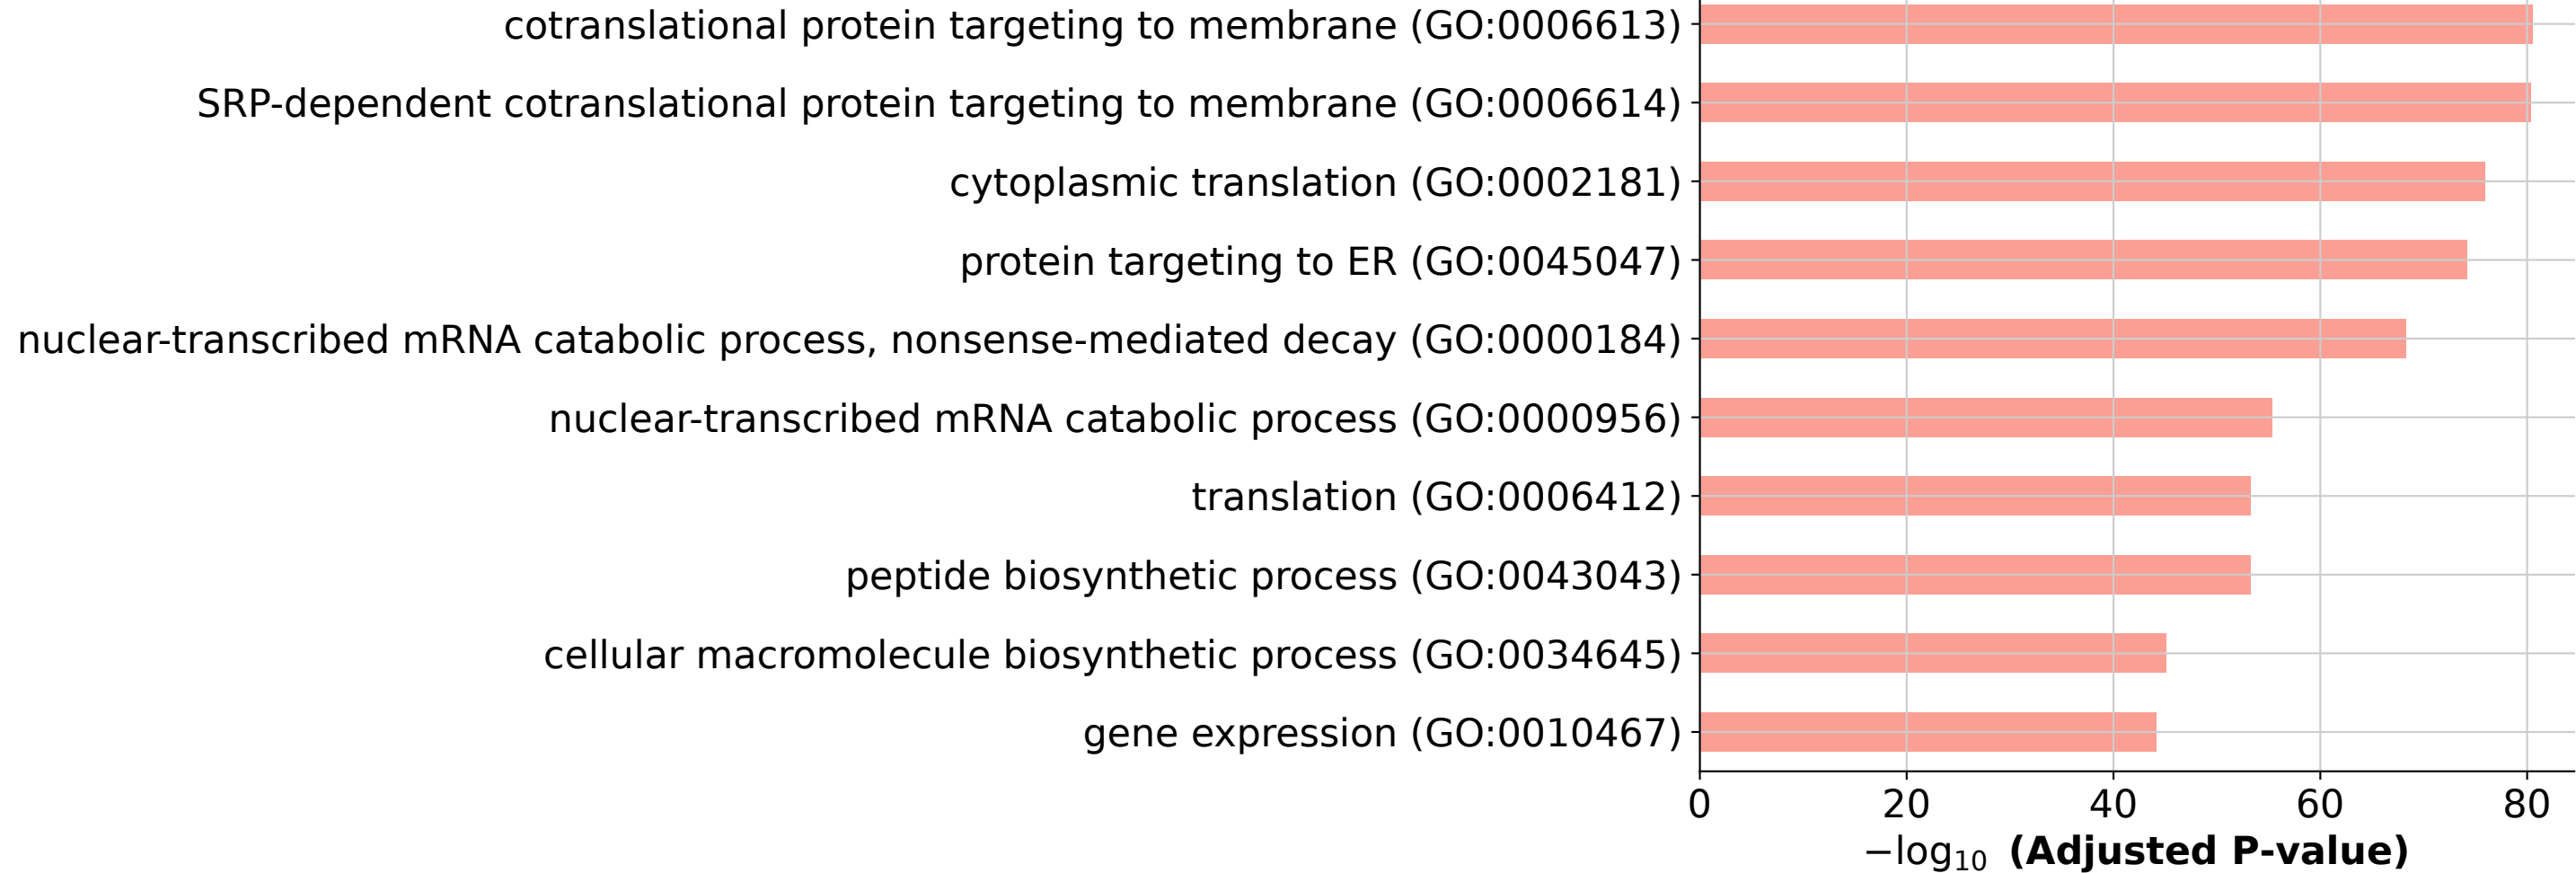 cotranslational protein targeting to membrane (GO:0006613)
SRP-dependent cotranslational protein targeting to membrane (GO:0006614)
cytoplasmic translation (GO:0002181)
protein targeting to ER (GO:0045047)
nuclear-transcribed mRNA catabolic process, nonsense-mediated decay (GO:0000184)
nuclear-transcribed mRNA catabolic process (GO:0000956)
translation (GO:0006412)
peptide biosynthetic process (GO:0043043)
cellular macromolecule biosynthetic process (GO:0034645)
gene expression (GO:0010467)
0 20 40 60 80
−log₁₀ (Adjusted P-value)